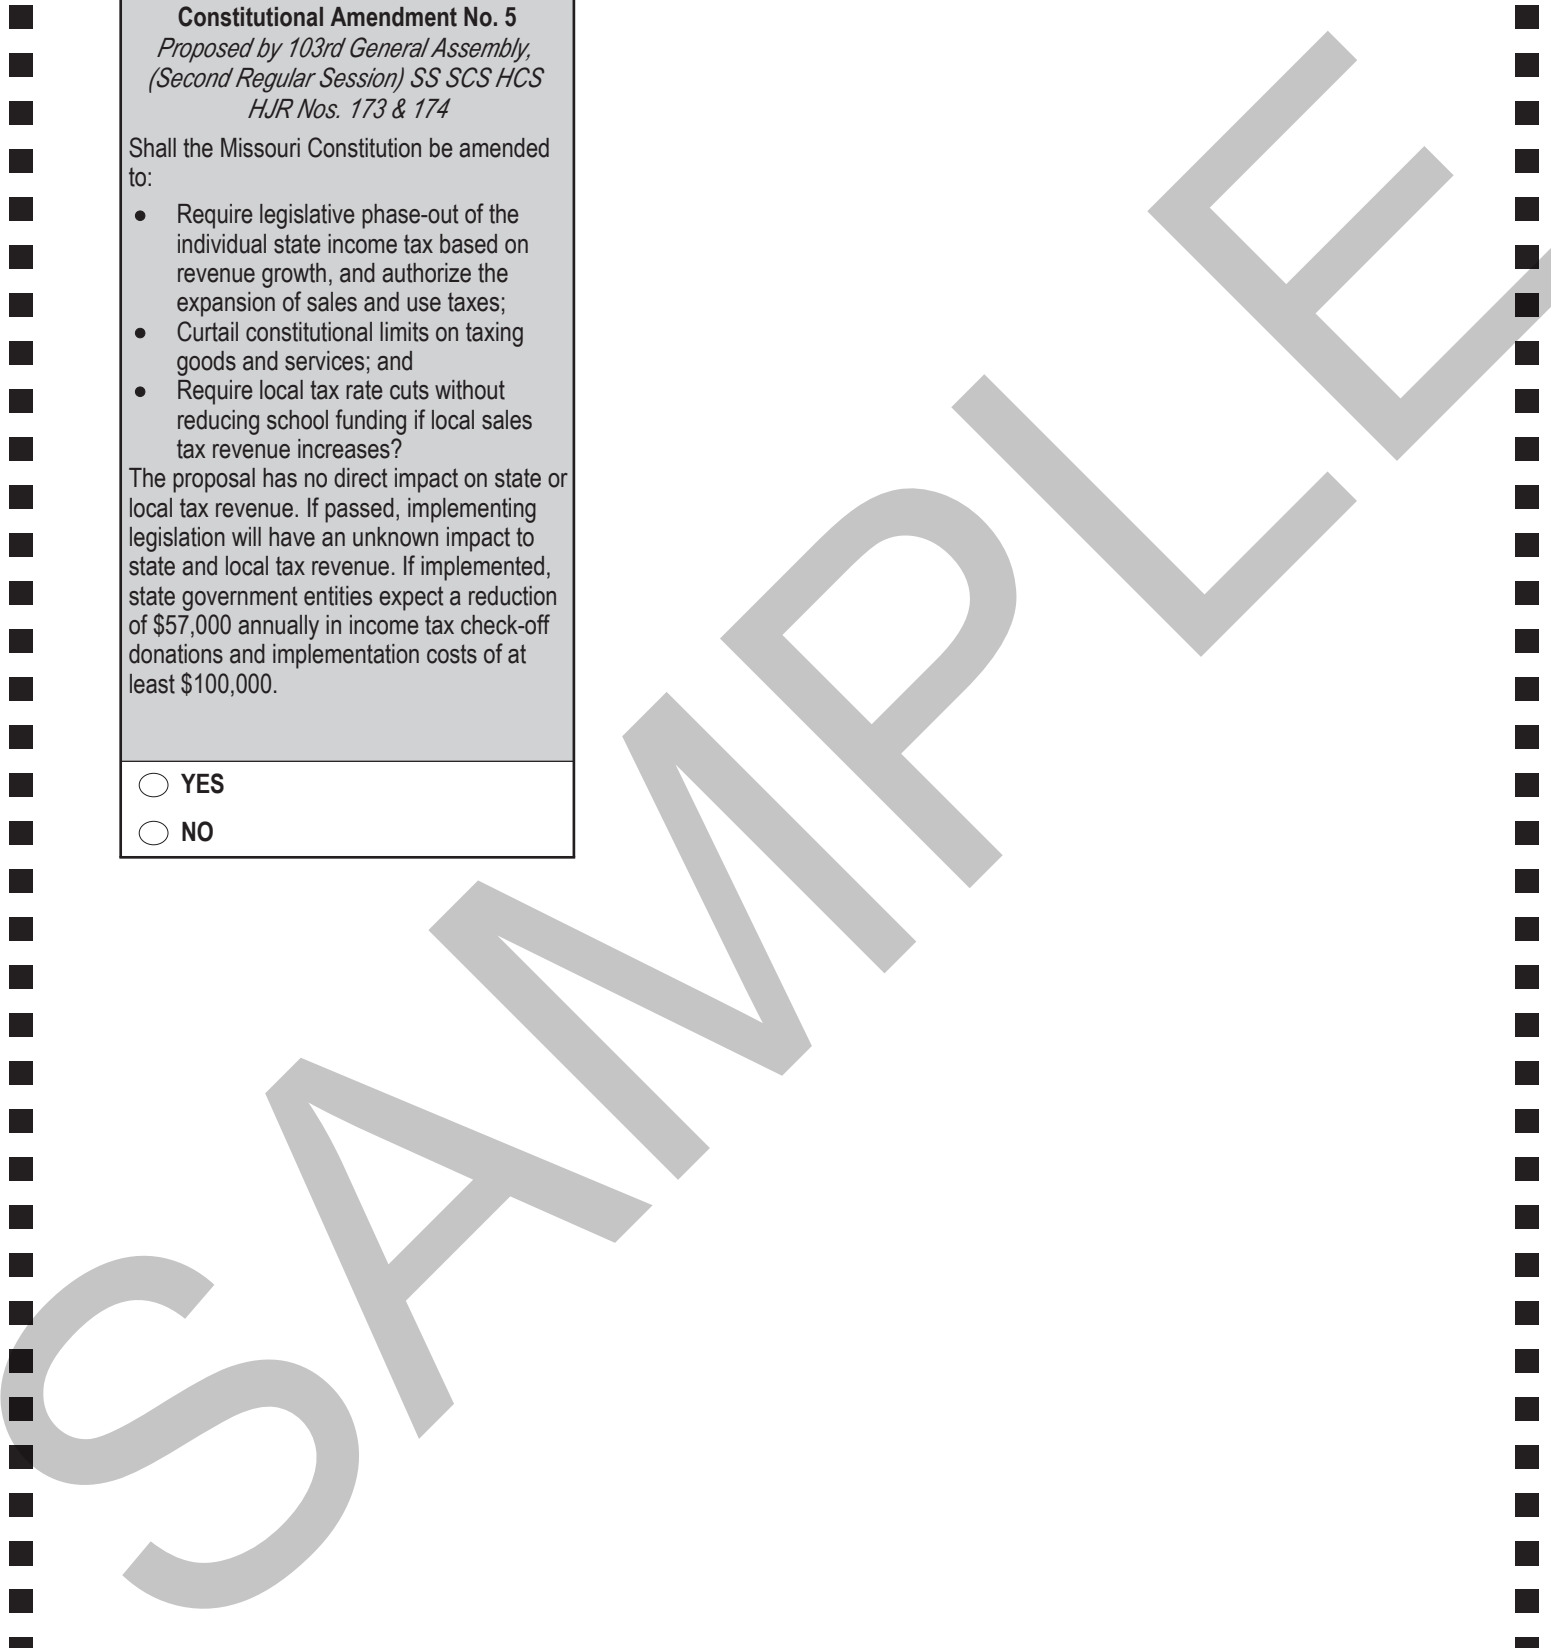 Constitutional Amendment No. 5
Proposed by 103rd General Assembly,
(Second Regular Session) SS SCS HCS
HJR Nos. 173 & 174
Shall the Missouri Constitution be amended
to:
● Require legislative phase-out of the
individual state income tax based on
revenue growth, and authorize the
expansion of sales and use taxes;
● Curtail constitutional limits on taxing
goods and services; and
● Require local tax rate cuts without
reducing school funding if local sales
tax revenue increases?
The proposal has no direct impact on state or
local tax revenue. If passed, implementing
legislation will have an unknown impact to
state and local tax revenue. If implemented,
state government entities expect a reduction
of $57,000 annually in income tax check-off
donations and implementation costs of at
least $100,000.
YES
NO
SAMPLE